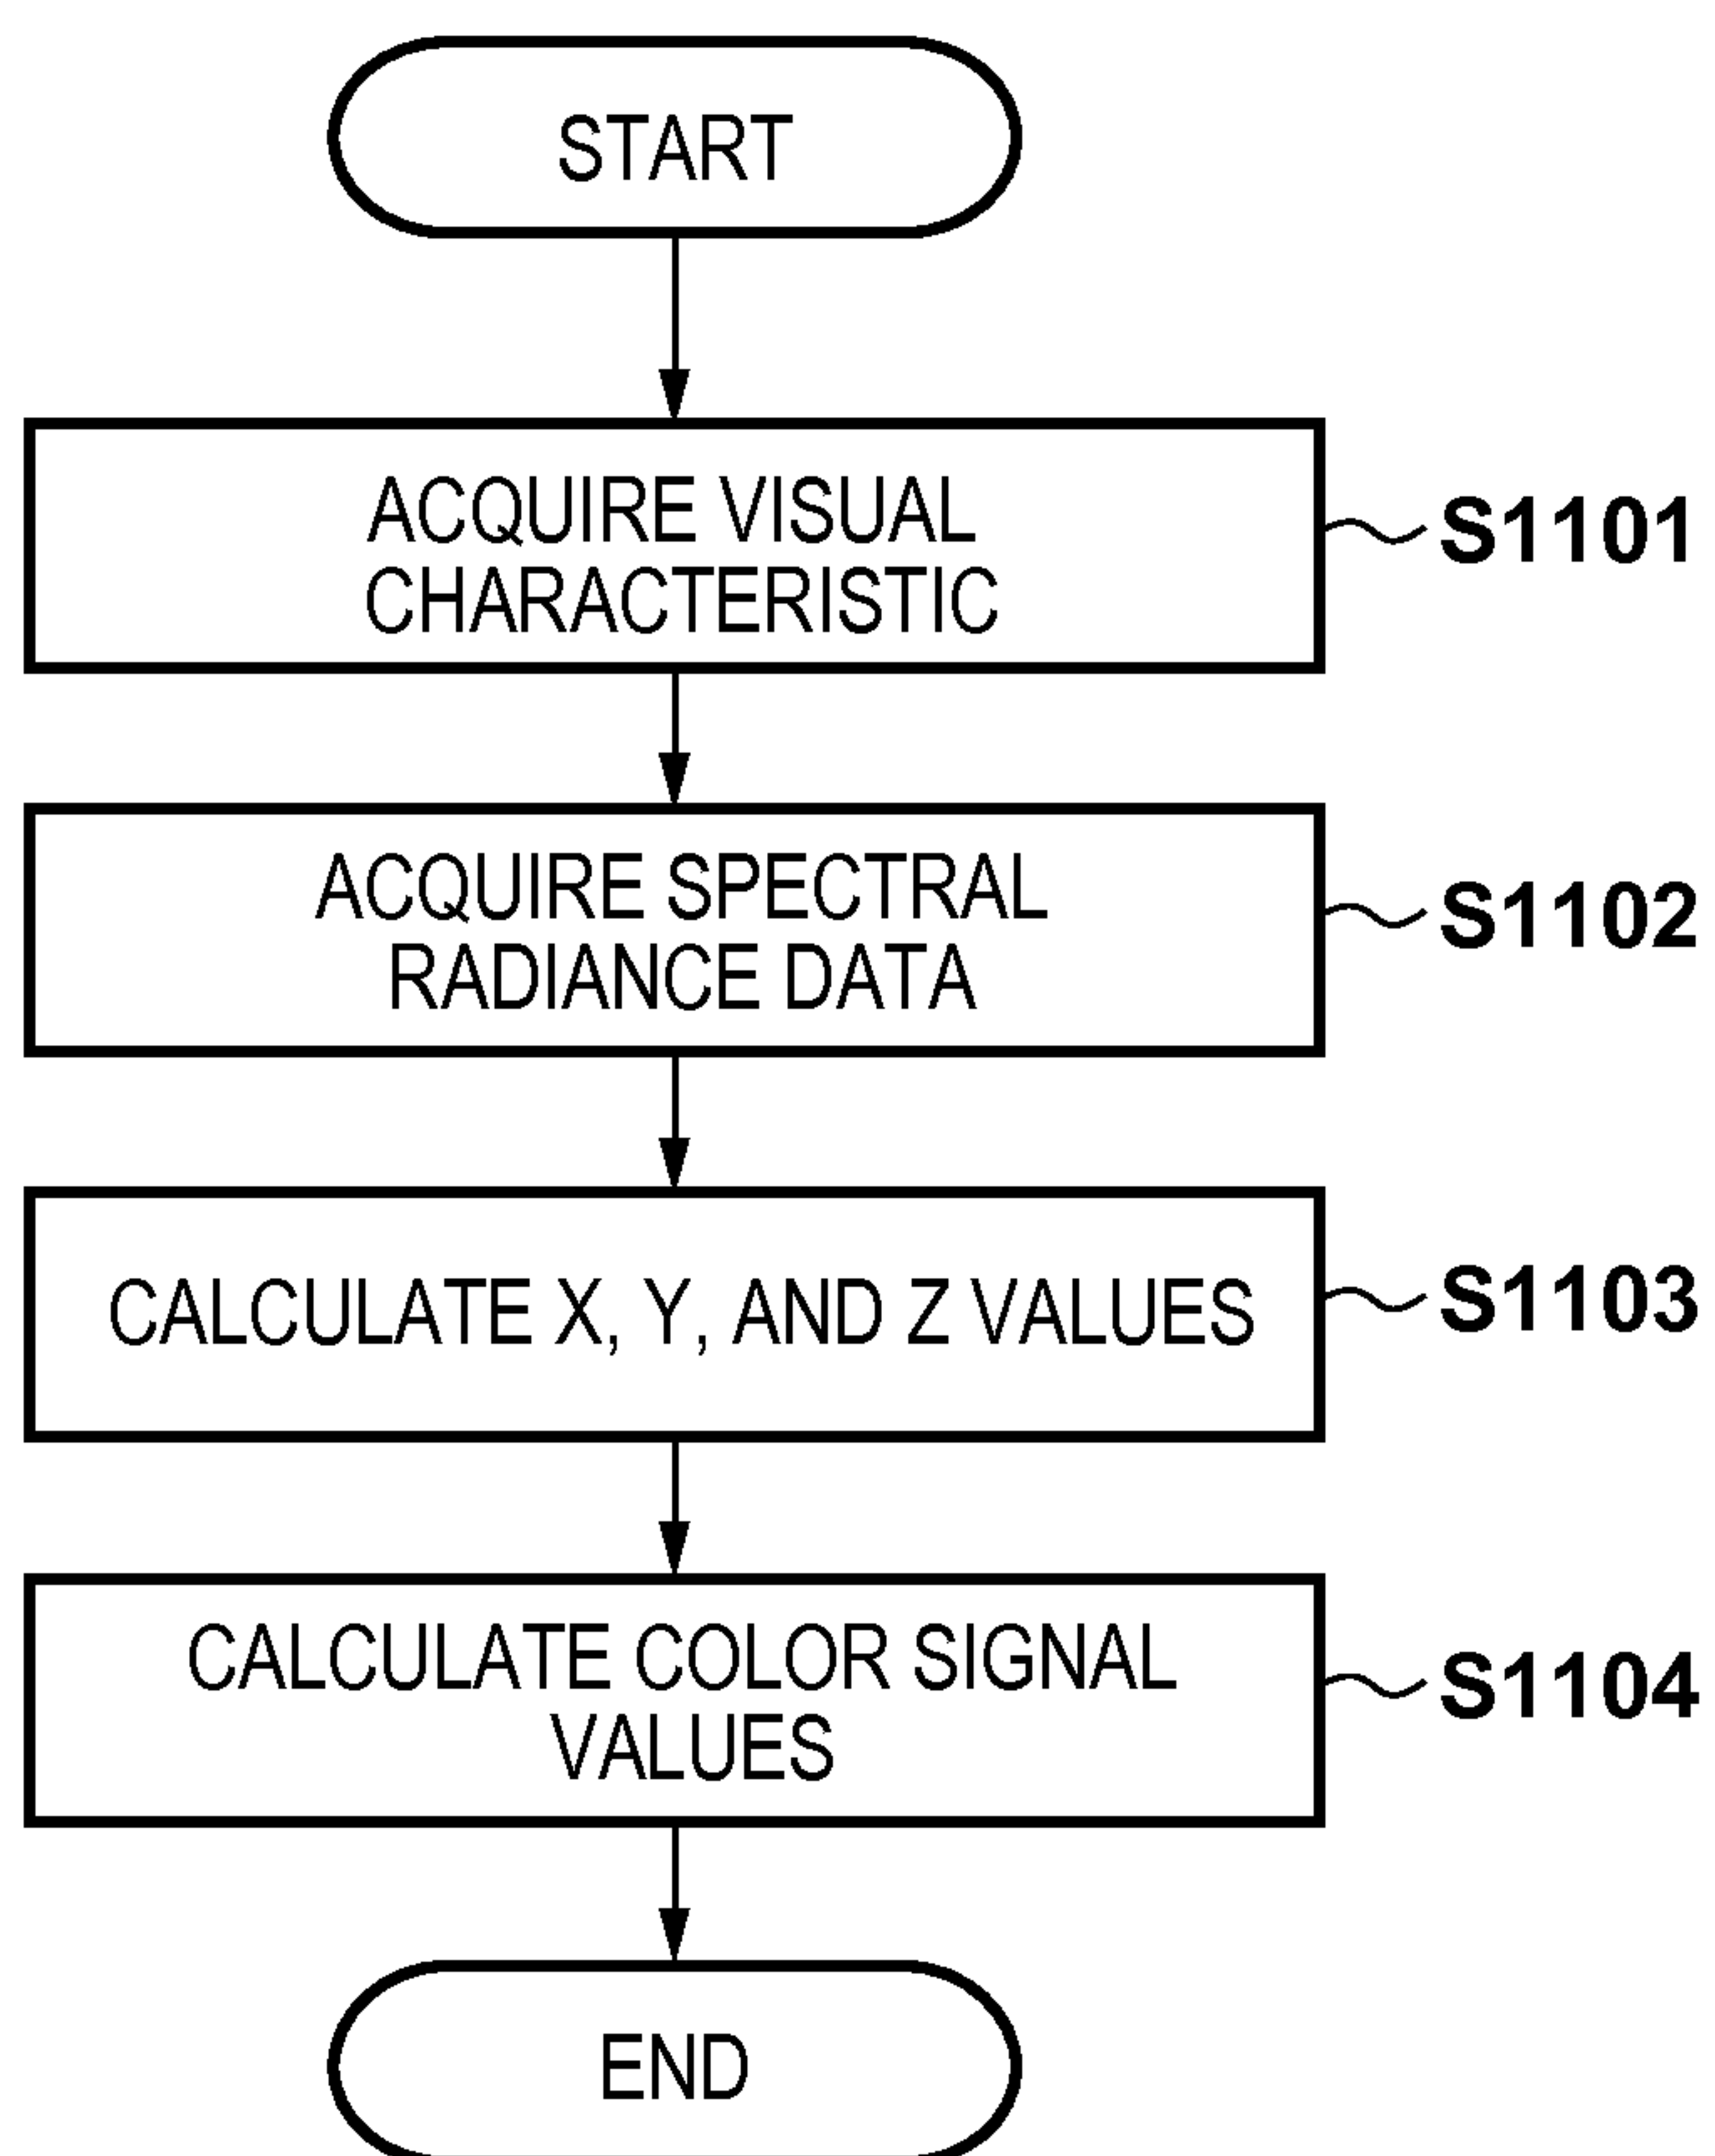 START
ACQUIRE VISUAL
CHARACTERISTIC
S1101
ACQUIRE SPECTRAL
RADIANCE DATA
S1102
CALCULATE X, Y, AND Z VALUES
S1103
CALCULATE COLOR SIGNAL
VALUES
S1104
END